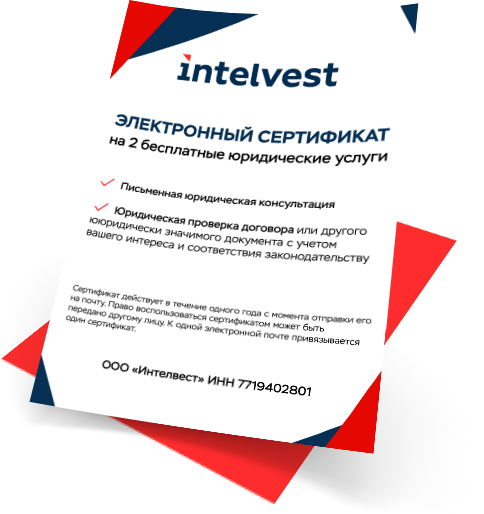 intelvest
ЭЛЕКТРОННЫЙ СЕРТИФИКАТ
на 2 бесплатные юридические услуги
Письменная юридическая консультация
Юридическая проверка договора или другого
ююридически значимого документа с учетом
вашего интереса и соответствия законодательству
Сертификат действует в течение одного года с момента отправки его
на почту. Право воспользоваться сертификатом может быть
передано другому лицу. К одной электронной почте привязывается
один сертификат.
ООО «Интелвест» ИНН 7719402801